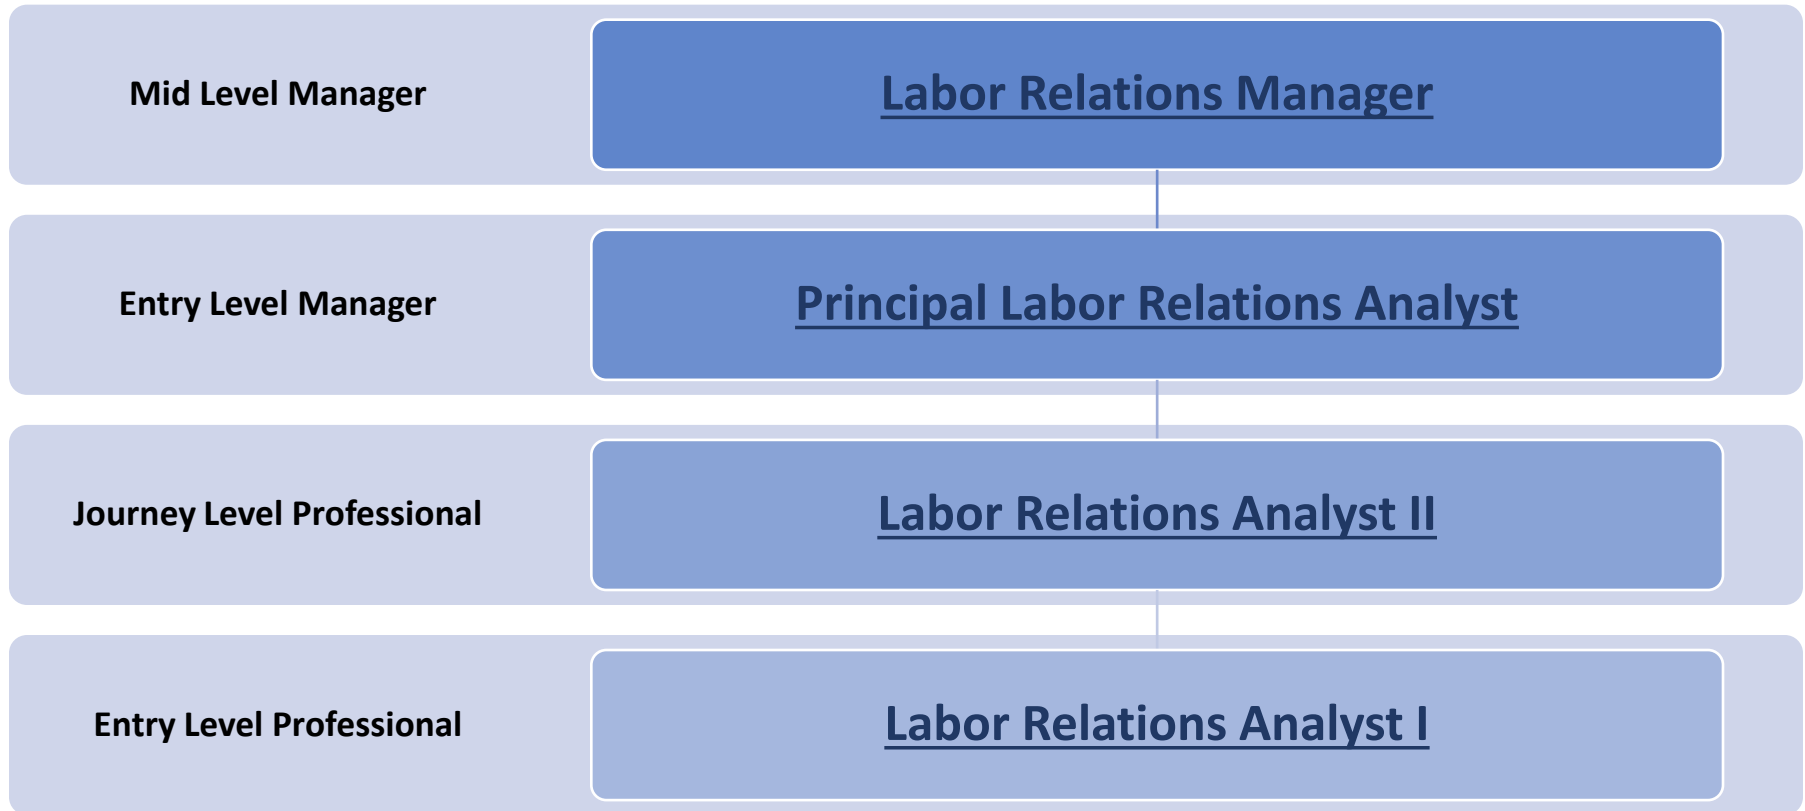 Mid Level Manager
Labor Relations Manager
Entry Level Manager
Principal Labor Relations Analyst
Journey Level Professional
Labor Relations Analyst II
Entry Level Professional
Labor Relations Analyst I